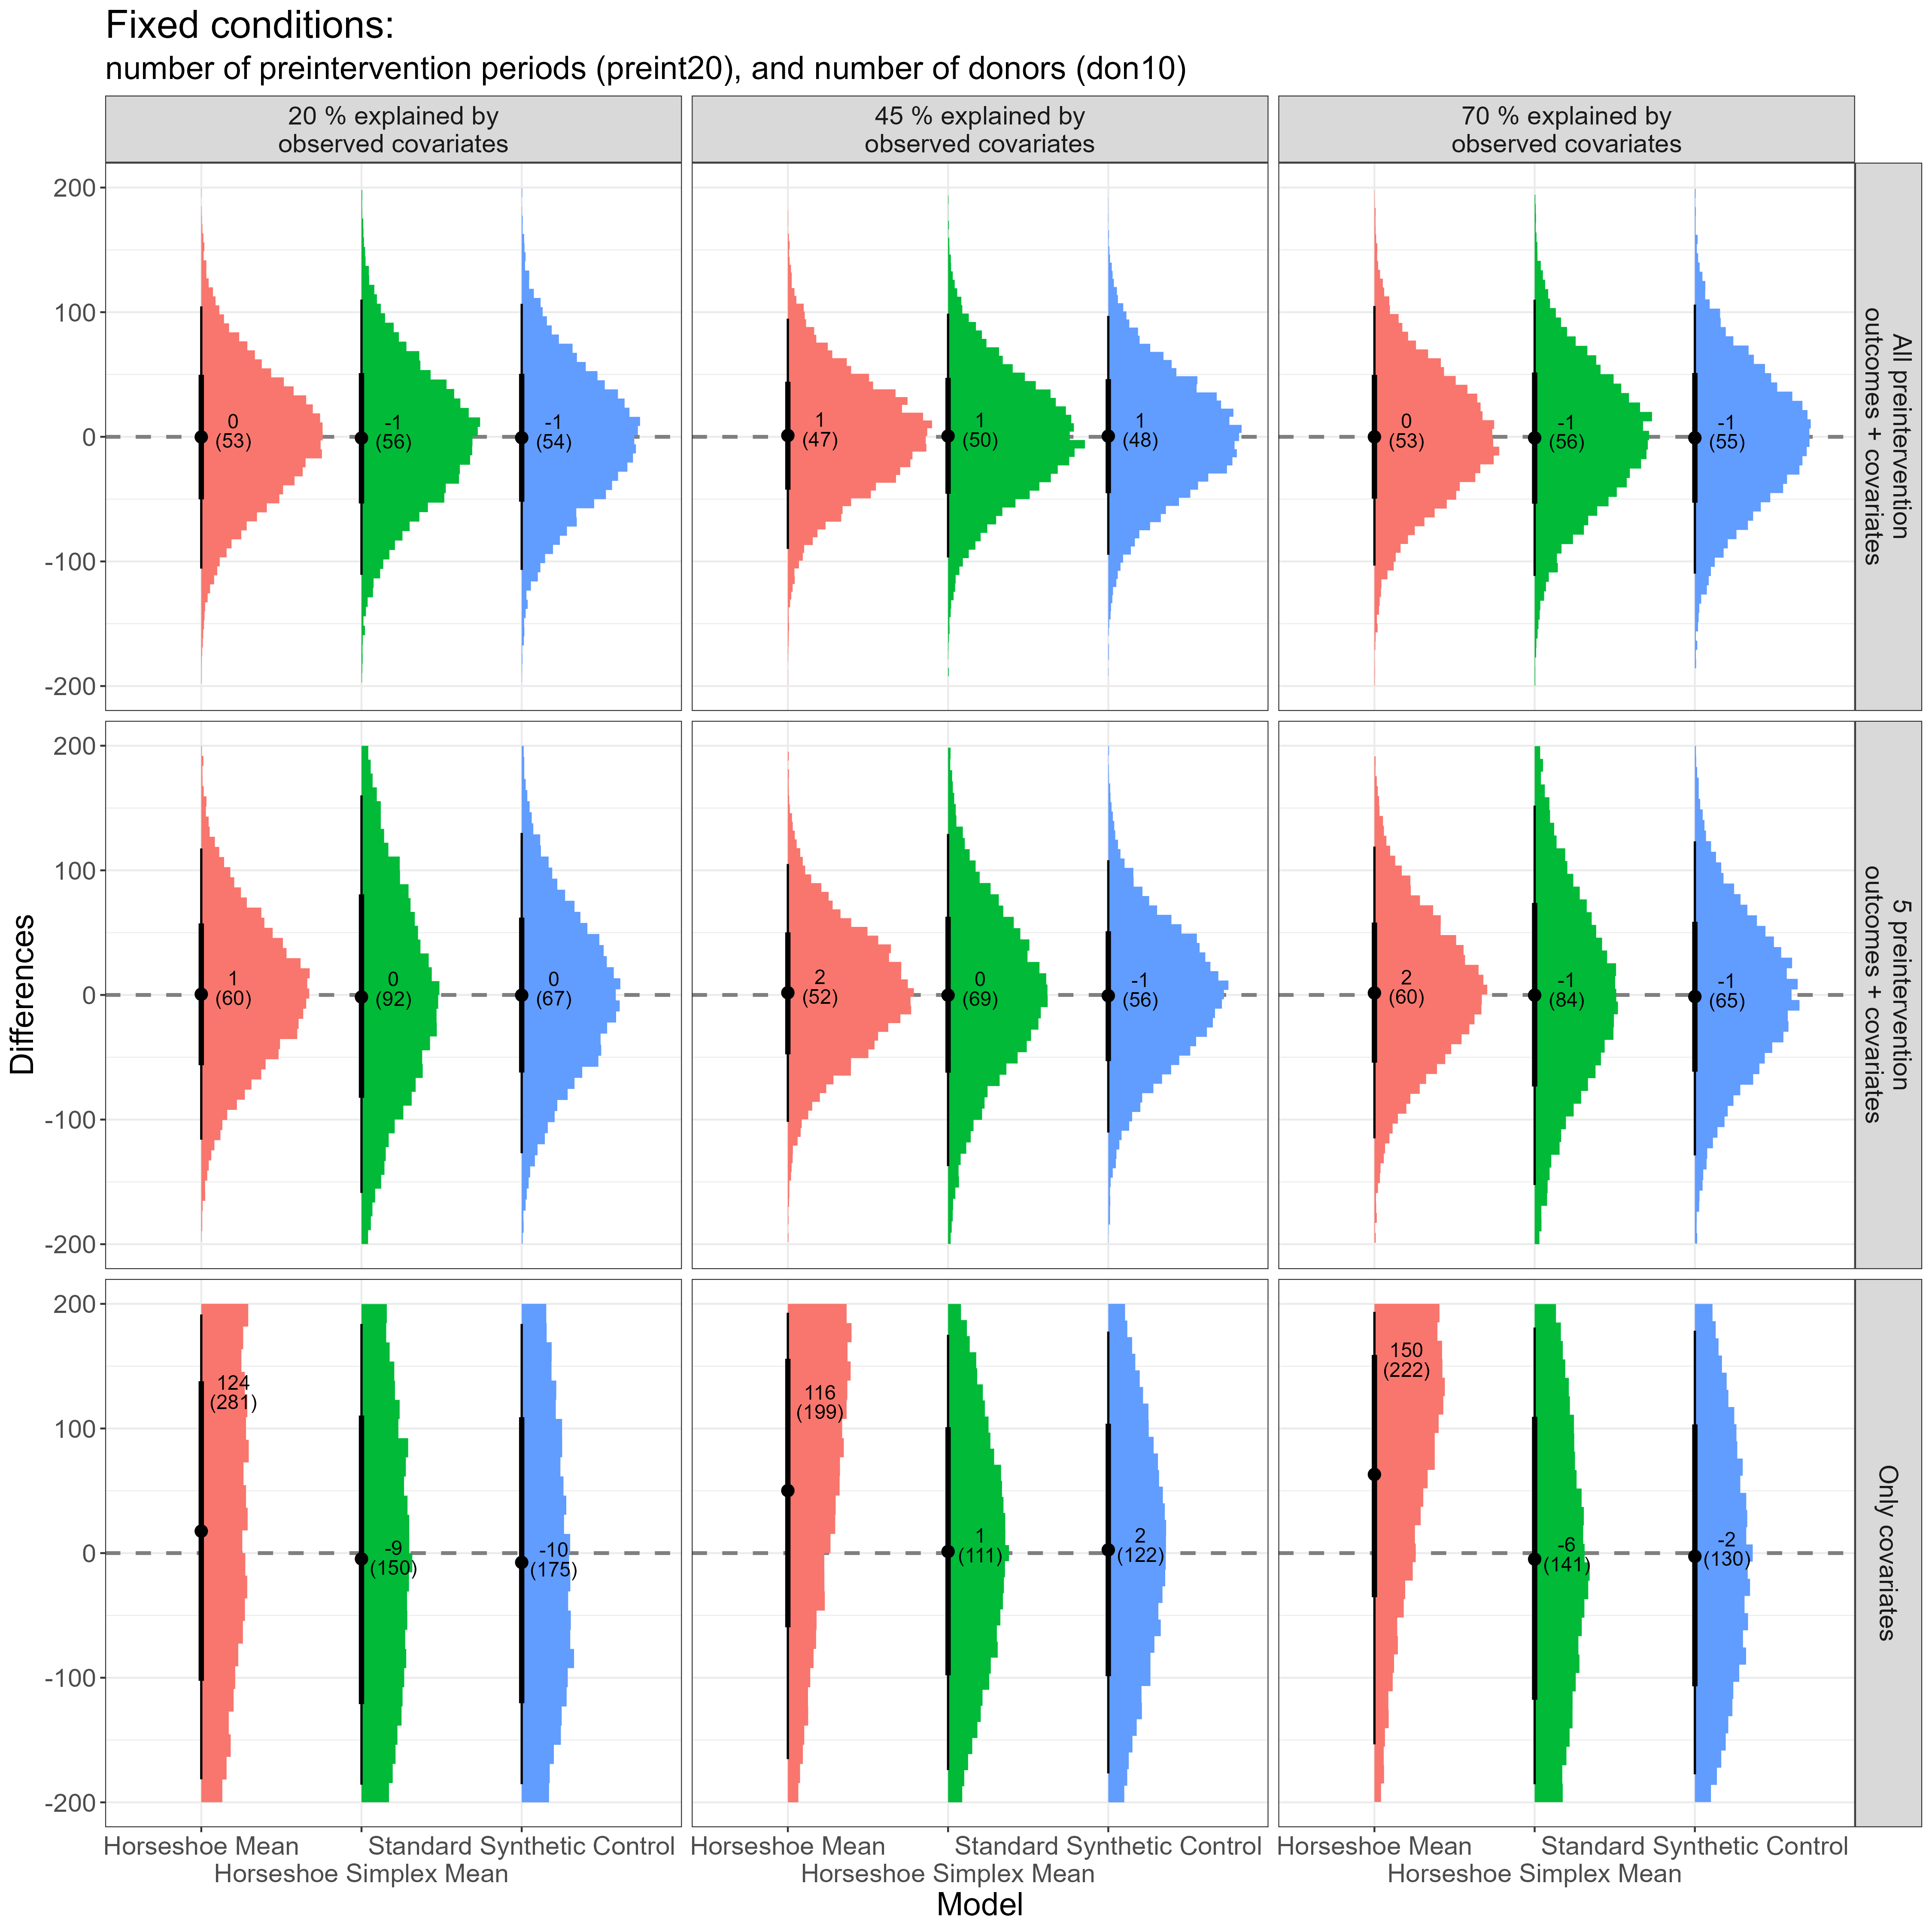 Fixed conditions:
number of preintervention periods (preint20), and number of donors (don10)
20 % explained by
observed covariates
45 % explained by
observed covariates
70 % explained by
observed covariates
200
100
0
-100
-200
0
(53)
-1
(56)
-1
(54)
1
(47)
1
(50)
1
(48)
0
(53)
-1
(56)
-1
(55)
All preintervention
outcomes + covariates
200
100
0
-100
-200
1
(60)
0
(92)
0
(67)
2
(52)
0
(69)
-1
(56)
2
(60)
-1
(84)
-1
(65)
5 preintervention
outcomes + covariates
Differences
200
100
0
-100
-200
124
(281)
-9
(150)
-10
(175)
116
(199)
1
(111)
2
(122)
150
(222)
-6
(141)
-2
(130)
Only covariates
Horseshoe Mean
Horseshoe Simplex Mean
Standard Synthetic Control
Horseshoe Mean
Horseshoe Simplex Mean
Standard Synthetic Control
Horseshoe Mean
Horseshoe Simplex Mean
Standard Synthetic Control
Model